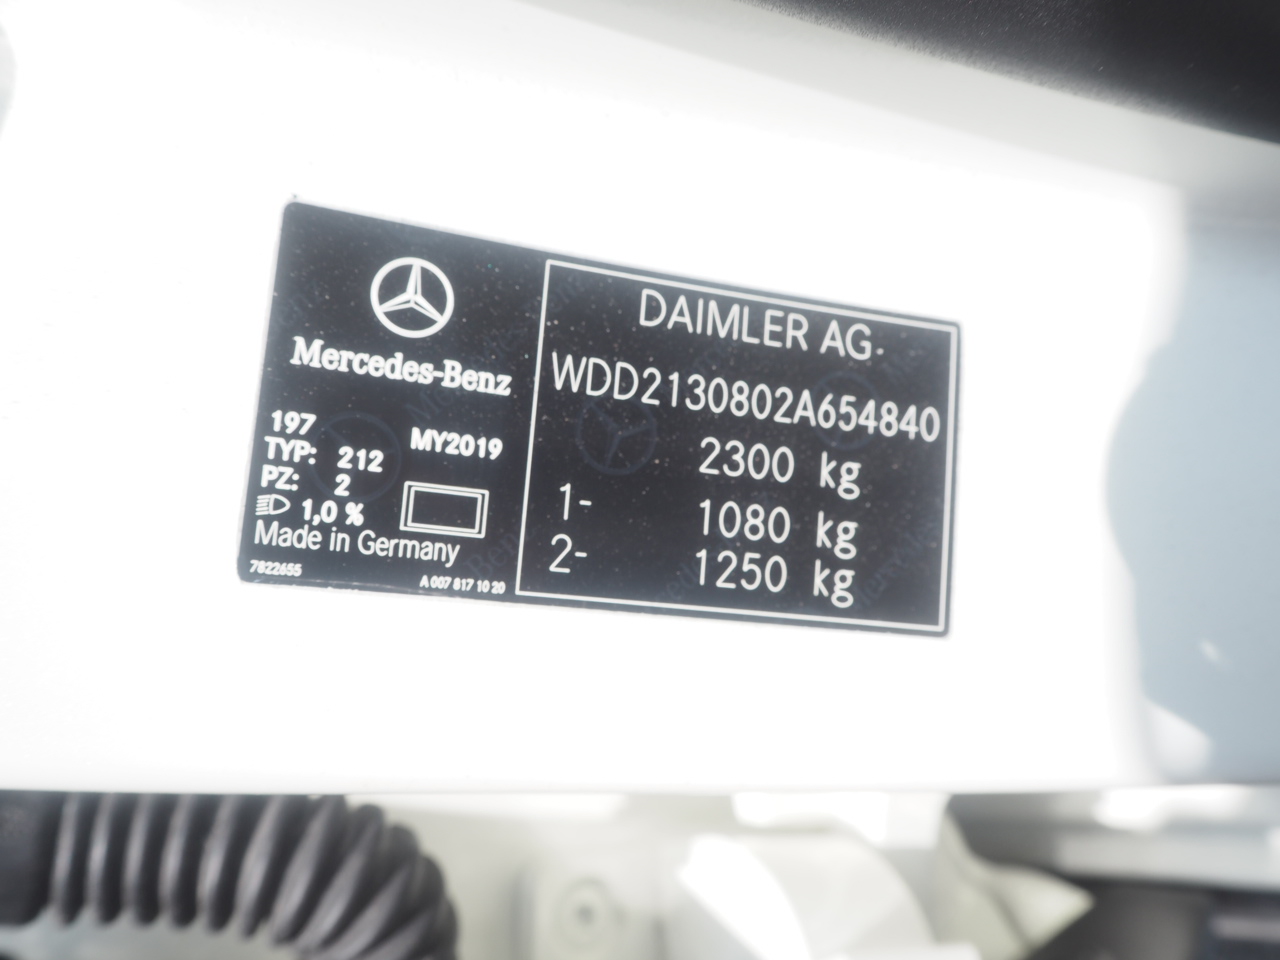 Mercedes-Benz
197
MY2019
TYP: 212
PZ: 2
1,0 %
Made in Germany
7822655
A 007 817 10 20
DAIMLER AG
WDD2130802A654840
2300 kg
1- 1080 kg
2- 1250 kg